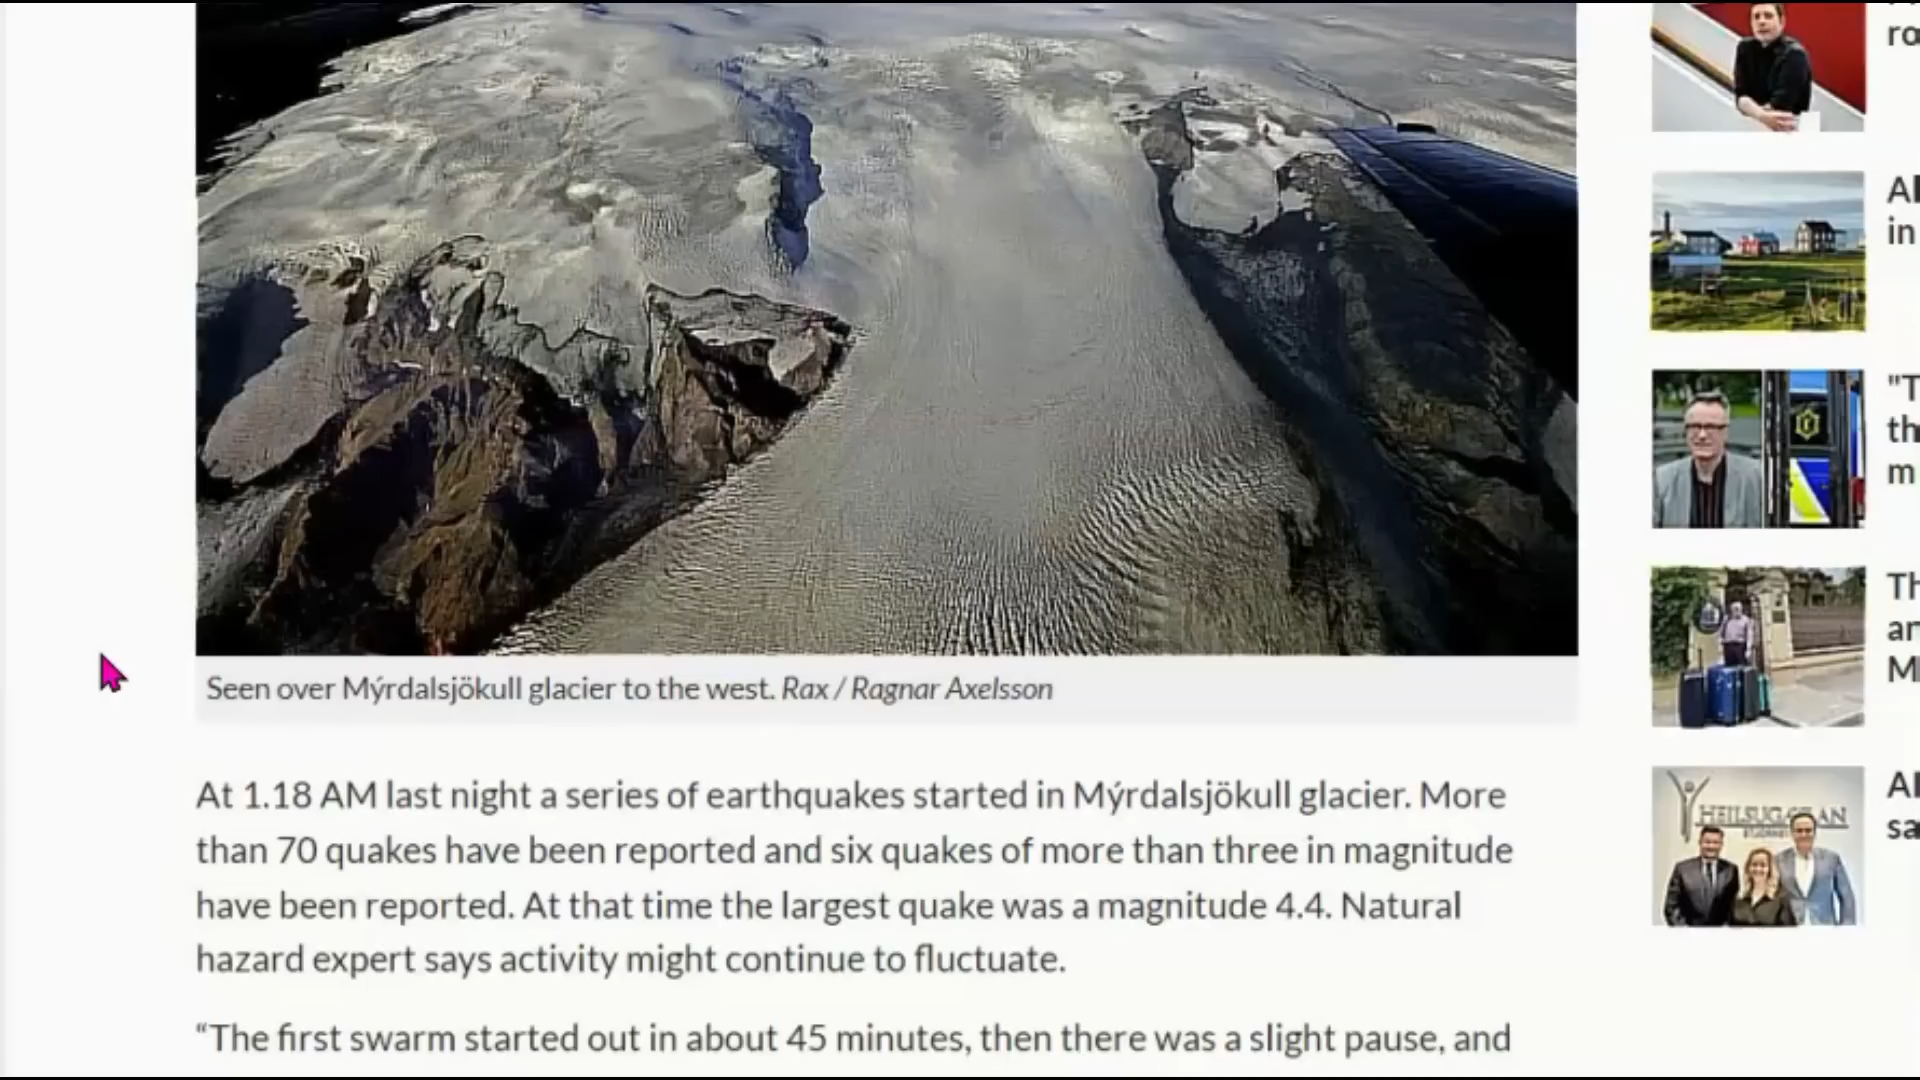 Seen over Mýrdalsjökull glacier to the west. Rax / Ragnar Axelsson
At 1.18 AM last night a series of earthquakes started in Mýrdalsjökull glacier. More
than 70 quakes have been reported and six quakes of more than three in magnitude
have been reported. At that time the largest quake was a magnitude 4.4. Natural
hazard expert says activity might continue to fluctuate.
“The first swarm started out in about 45 minutes, then there was a slight pause, and
in
"T
th
m